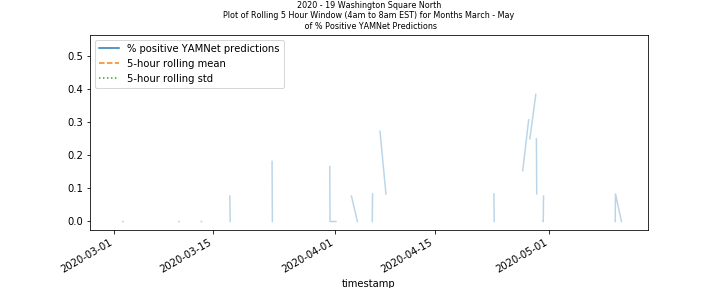 2020 - 19 Washington Square North
Plot of Rolling 5 Hour Window (4am to 8am EST) for Months March - May
of % Positive YAMNet Predictions
% positive YAMNet predictions
5-hour rolling mean
5-hour rolling std
0.5
0.4
0.3
0.2
0.1
0.0
2020-03-01
2020-03-15
2020-04-01
2020-04-15
2020-05-01
timestamp